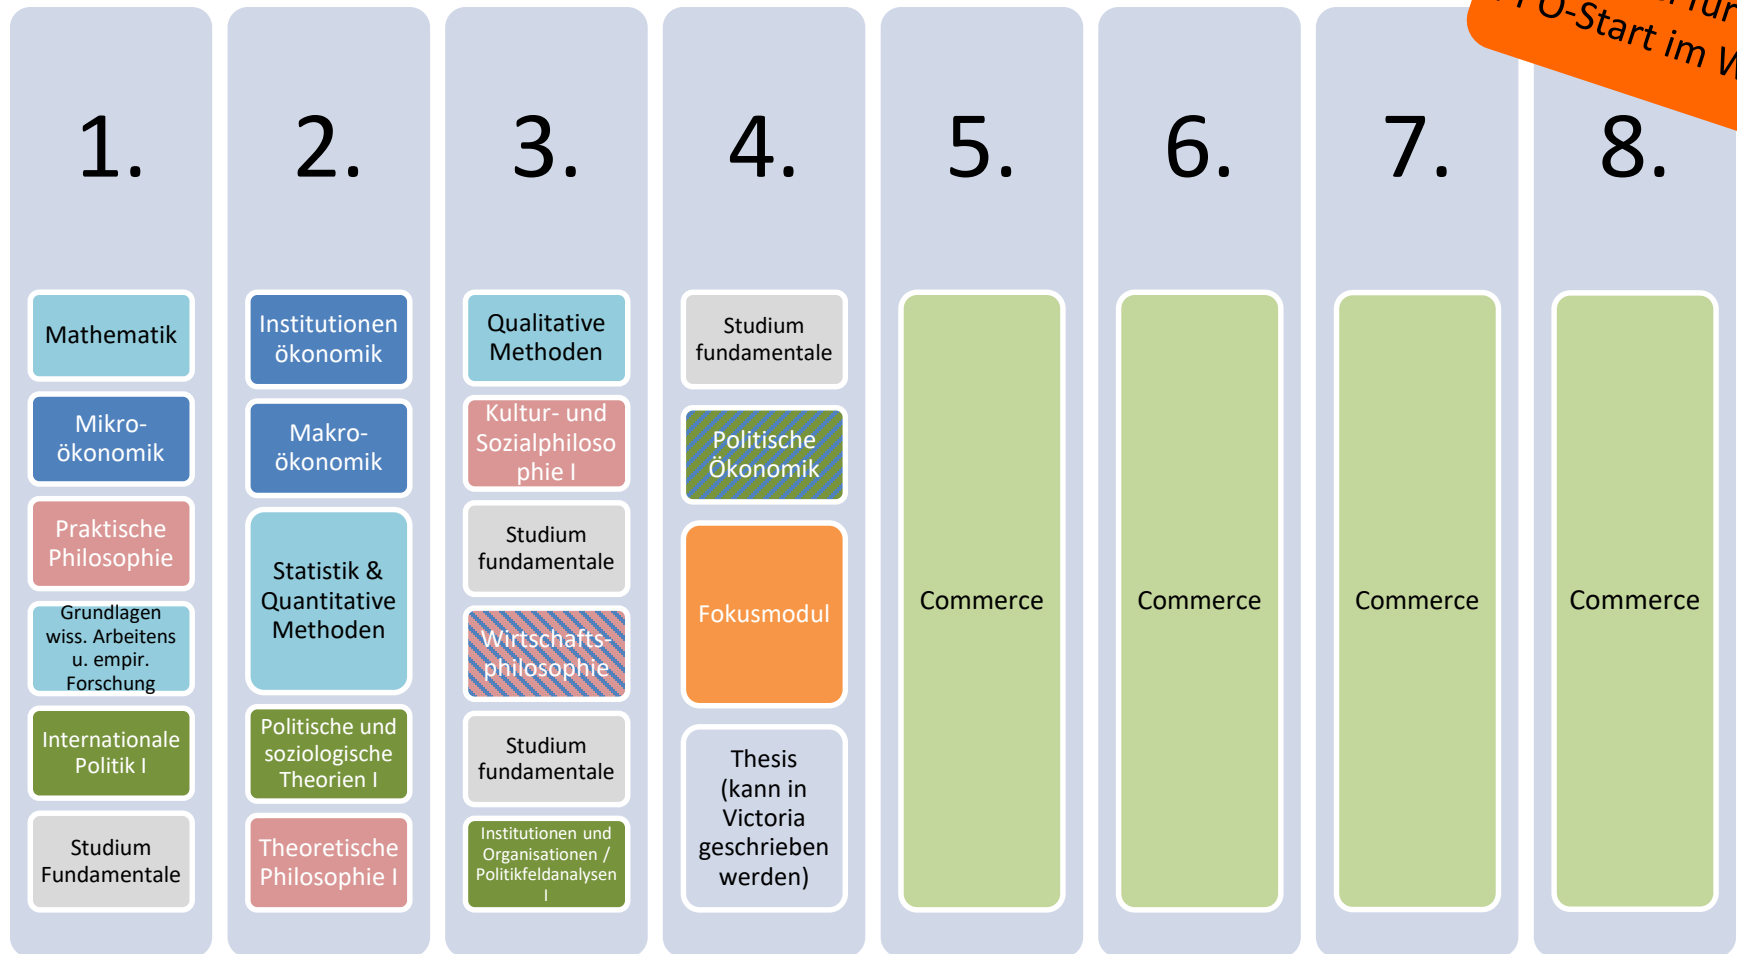 O-Start im
1.
2.
3.
4.
5.
6.
7.
8.
Mathematik
Mikro-
ökonomik
Praktische
Philosophie
Grundlagen
wiss. Arbeitens
u. empir.
Forschung
Internationale
Politik I
Studium
Fundamentale
Institutionen
ökonomik
Makro-
ökonomik
Statistik &
Quantitative
Methoden
Politische und
soziologische
Theorien I
Theoretische
Philosophie I
Qualitative
Methoden
Kultur- und
Sozialphiloso
phie I
Studium
fundamentale
Wirtschafts-
philosophie
Studium
fundamentale
Institutionen und
Organisationen /
Politikfeldanalysen
I
Studium
fundamentale
Politische
Ökonomik
Fokusmodul
Thesis
(kann in
Victoria
geschrieben
werden)
Commerce
Commerce
Commerce
Commerce